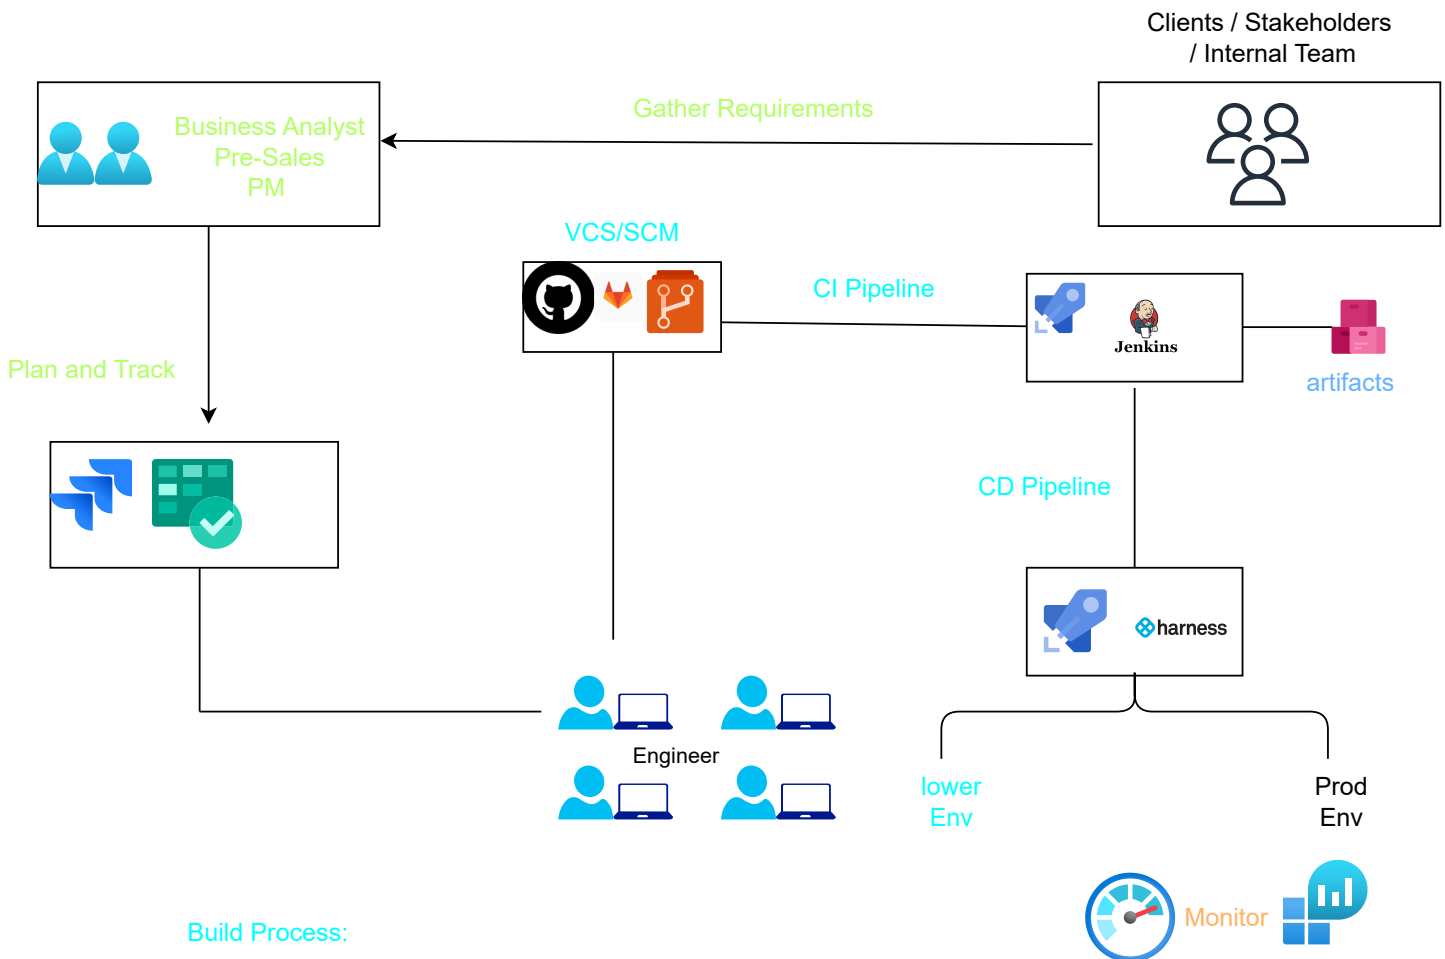 Clients / Stakeholders
/ Internal Team
Gather Requirements
Business Analyst
Pre-Sales
PM
VCS/SCM
CI Pipeline
Jenkins
artifacts
Plan and Track
CD Pipeline
harness
Engineer
lower
Env
Prod
Env
Monitor
Build Process: